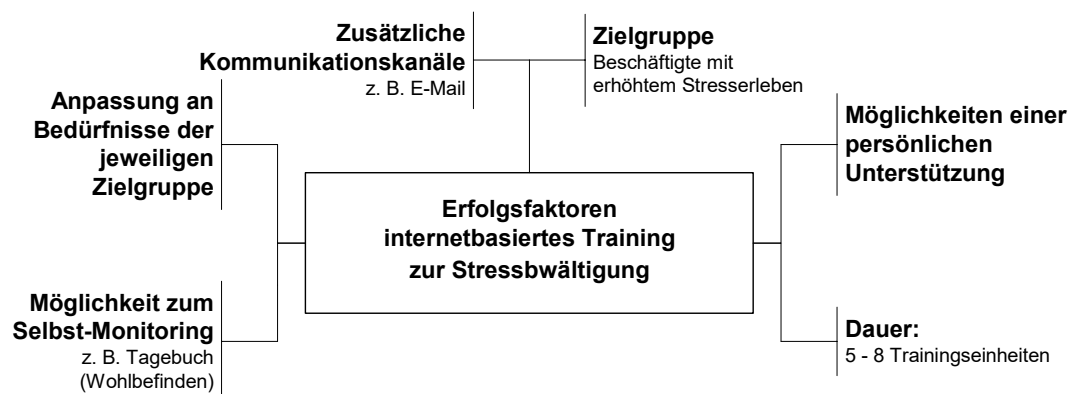 Zusätzliche
Kommunikationskanäle
z. B. E-Mail
Zielgruppe
Beschäftigte mit
erhöhtem Stresserleben
Anpassung an
Bedürfnisse der
jeweiligen
Zielgruppe
Möglichkeiten einer
persönlichen
Unterstützung
Erfolgsfaktoren
internetbasiertes Training
zur Stressbwältigung
Möglichkeit zum
Selbst-Monitoring
z. B. Tagebuch
(Wohlbefinden)
Dauer:
5 - 8 Trainingseinheiten